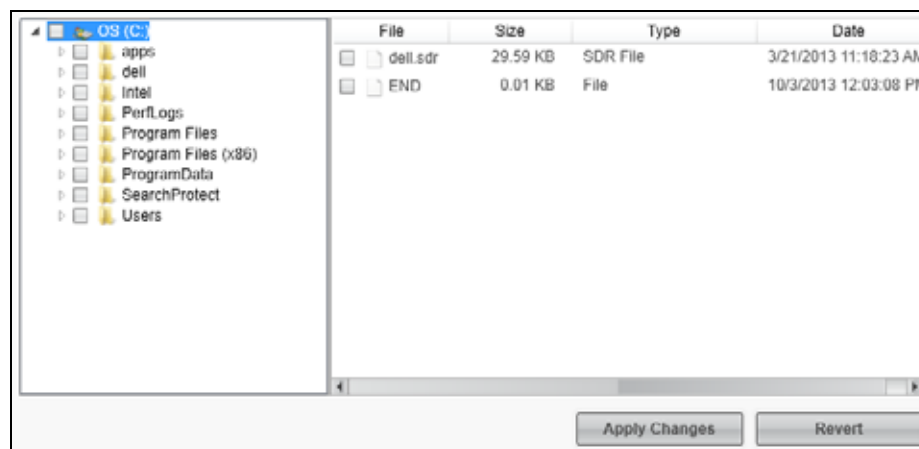 OS (C:)
apps
dell
Intel
PerfLogs
Program Files
Program Files (x86)
ProgramData
SearchProtect
Users
File Size Type Date
dell.sdr 29.59 KB SDR File 3/21/2013 11:18:23 AM
END 0.01 KB File 10/3/2013 12:03:08 PM
Apply Changes Revert